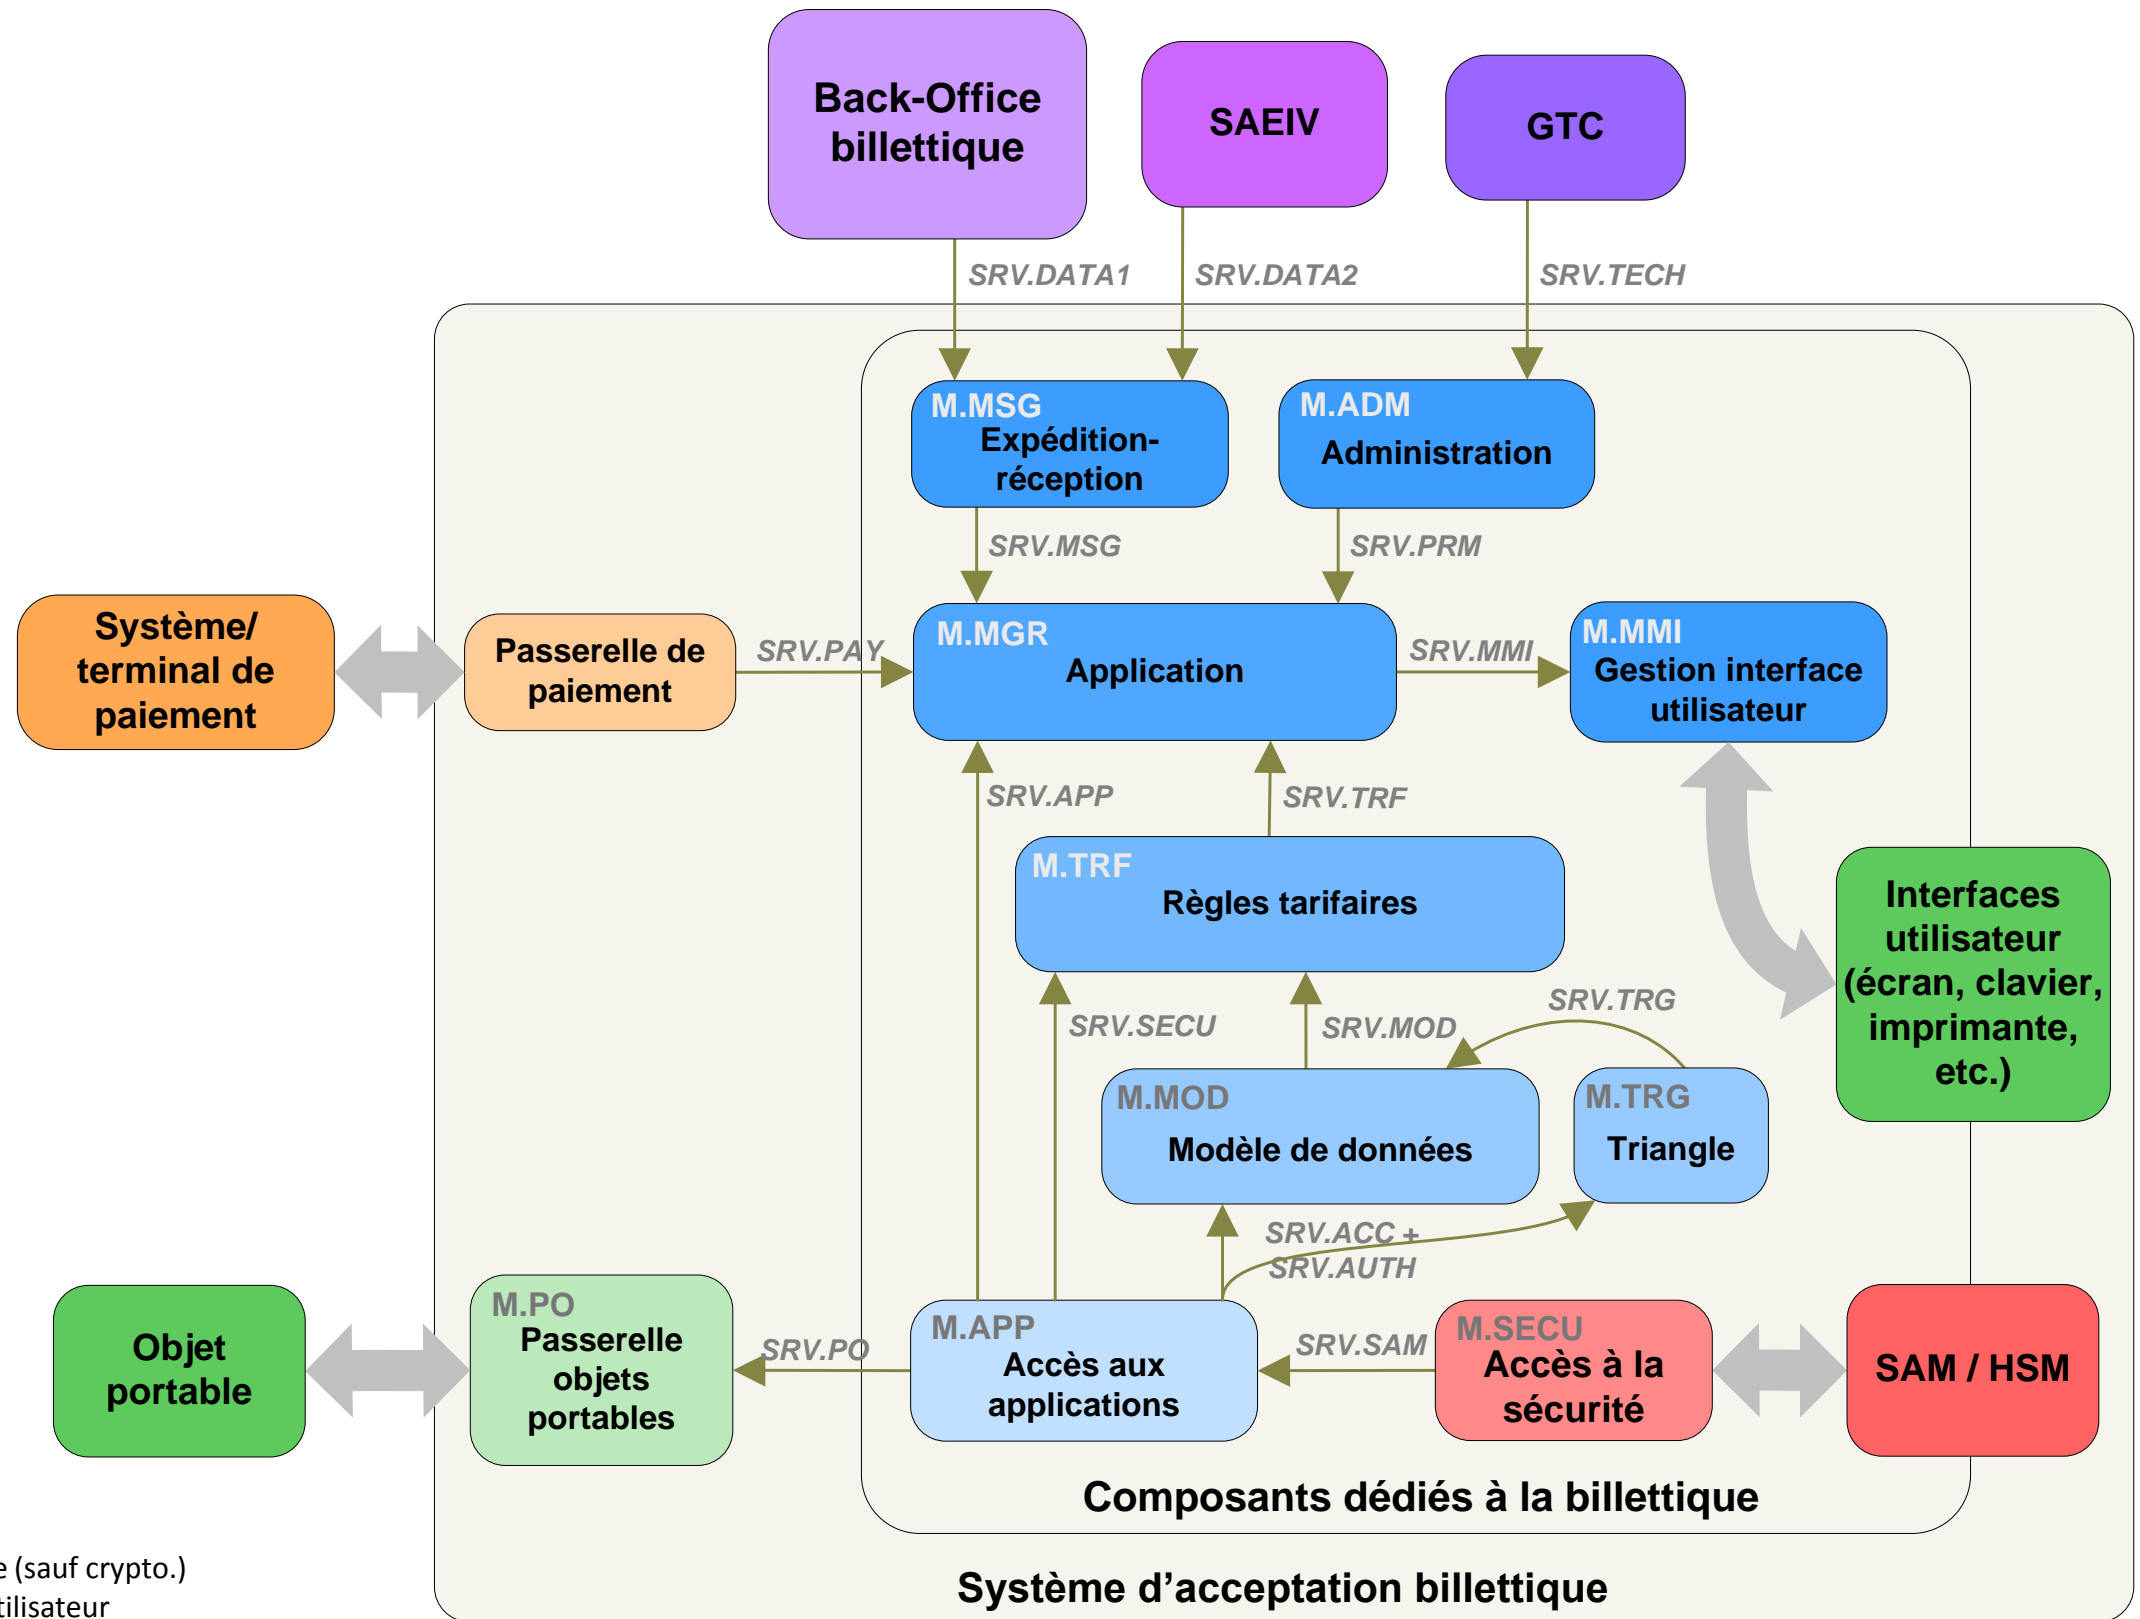 Back-Office
billettique
SAEIV
GTC
SRV.DATA1
SRV.DATA2
SRV.TECH
M.MSG
Expédition-
réception
M.ADM
Administration
SRV.MSG
SRV.PRM
Système/
terminal de
paiement
Passerelle de
paiement
SRV.PAY
M.MGR
Application
SRV.MMI
M.MMI
Gestion interface
utilisateur
SRV.APP
SRV.TRF
M.TRF
Règles tarifaires
Interfaces
utilisateur
(écran, clavier,
imprimante,
etc.)
SRV.SECU
SRV.MOD
SRV.TRG
M.MOD
Modèle de données
M.TRG
Triangle
SRV.ACC +
SRV.AUTH
Objet
portable
M.PO
Passerelle
objets
portables
SRV.PO
M.APP
Accès aux
applications
SRV.SAM
M.SECU
Accès à la
sécurité
SAM / HSM
Composants dédiés à la billettique
Système d’acceptation billettique
(sauf crypto.)